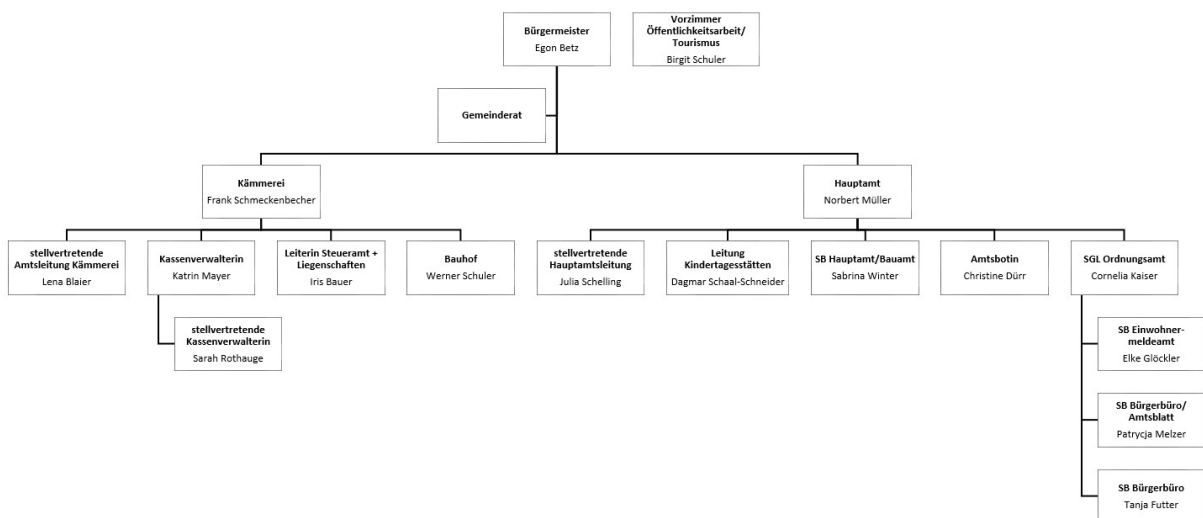 Bürgermeister
Egon Betz
Vorzimmer
Öffentlichkeitsarbeit/
Tourismus
Birgit Schuler
Gemeinderat
Kämmerei
Frank Schmeckenbecher
Hauptamt
Norbert Müller
stellvertretende
Amtsleitung Kämmerei
Lena Blaier
Kassenverwalterin
Katrin Mayer
Leiterin Steueramt +
Liegenschaften
Iris Bauer
Bauhof
Werner Schuler
stellvertretende
Hauptamtsleitung
Julia Schelling
Leitung
Kindertagesstätten
Dagmar Schaal-Schneider
SB Hauptamt/Bauamt
Sabrina Winter
Amtsbotin
Christine Dürr
SGL Ordnungsamt
Cornelia Kaiser
stellvertretende
Kassenverwalterin
Sarah Rothauge
SB Einwohner-
meldeamt
Elke Glöckler
SB Bürgerbüro/
Amtsblatt
Patrycja Melzer
SB Bürgerbüro
Tanja Futter